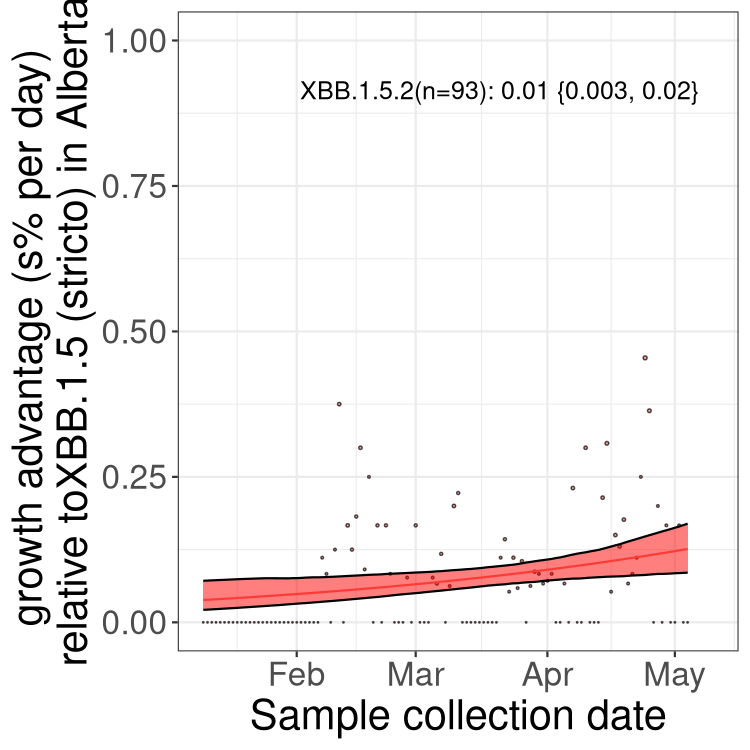 growth advantage (s% per day)
relative toXBB.1.5 (stricto) in Alberta
1.00
0.75
0.50
0.25
0.00
XBB.1.5.2(n=93): 0.01 {0.003, 0.02}
Feb Mar Apr May
Sample collection date